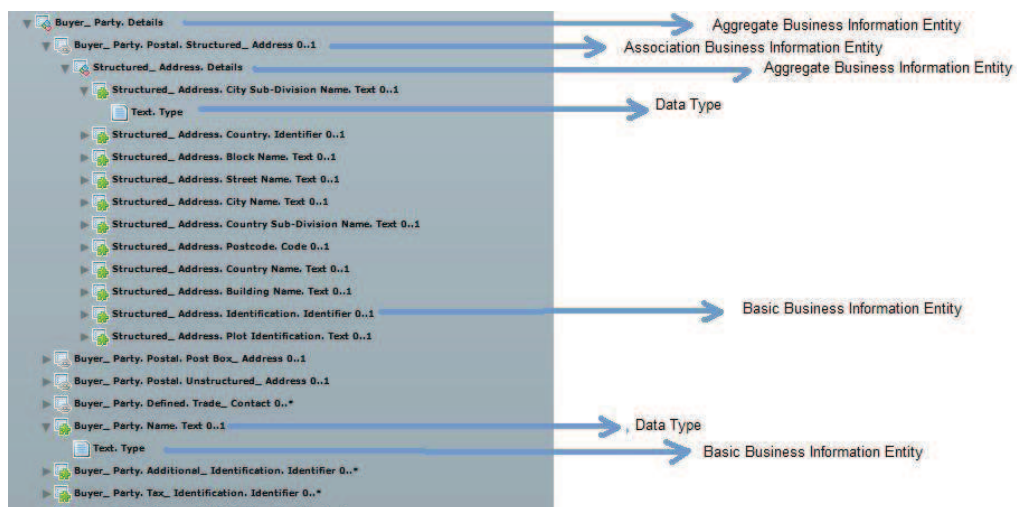 Buyer_ Party. Details Aggregate Business Information Entity
Buyer_ Party. Postal. Structured_ Address 0..1 Association Business Information Entity
Structured_ Address. Details Aggregate Business Information Entity
Structured_ Address. City Sub-Division Name. Text 0..1
Text. Type Data Type
Structured_ Address. Country. Identifier 0..1
Structured_ Address. Block Name. Text 0..1
Structured_ Address. Street Name. Text 0..1
Structured_ Address. City Name. Text 0..1
Structured_ Address. Country Sub-Division Name. Text 0..1
Structured_ Address. Postcode. Code 0..1
Structured_ Address. Country Name. Text 0..1
Structured_ Address. Building Name. Text 0..1
Structured_ Address. Identification. Identifier 0..1 Basic Business Information Entity
Structured_ Address. Plot Identification. Text 0..1
Buyer_ Party. Postal. Post Box_ Address 0..1
Buyer_ Party. Postal. Unstructured_ Address 0..1
Buyer_ Party. Defined. Trade_ Contact 0..*
Buyer_ Party. Name. Text 0..1 , Data Type
Text. Type Basic Business Information Entity
Buyer_ Party. Additional_ Identification. Identifier 0..*
Buyer_ Party. Tax_ Identification. Identifier 0..*